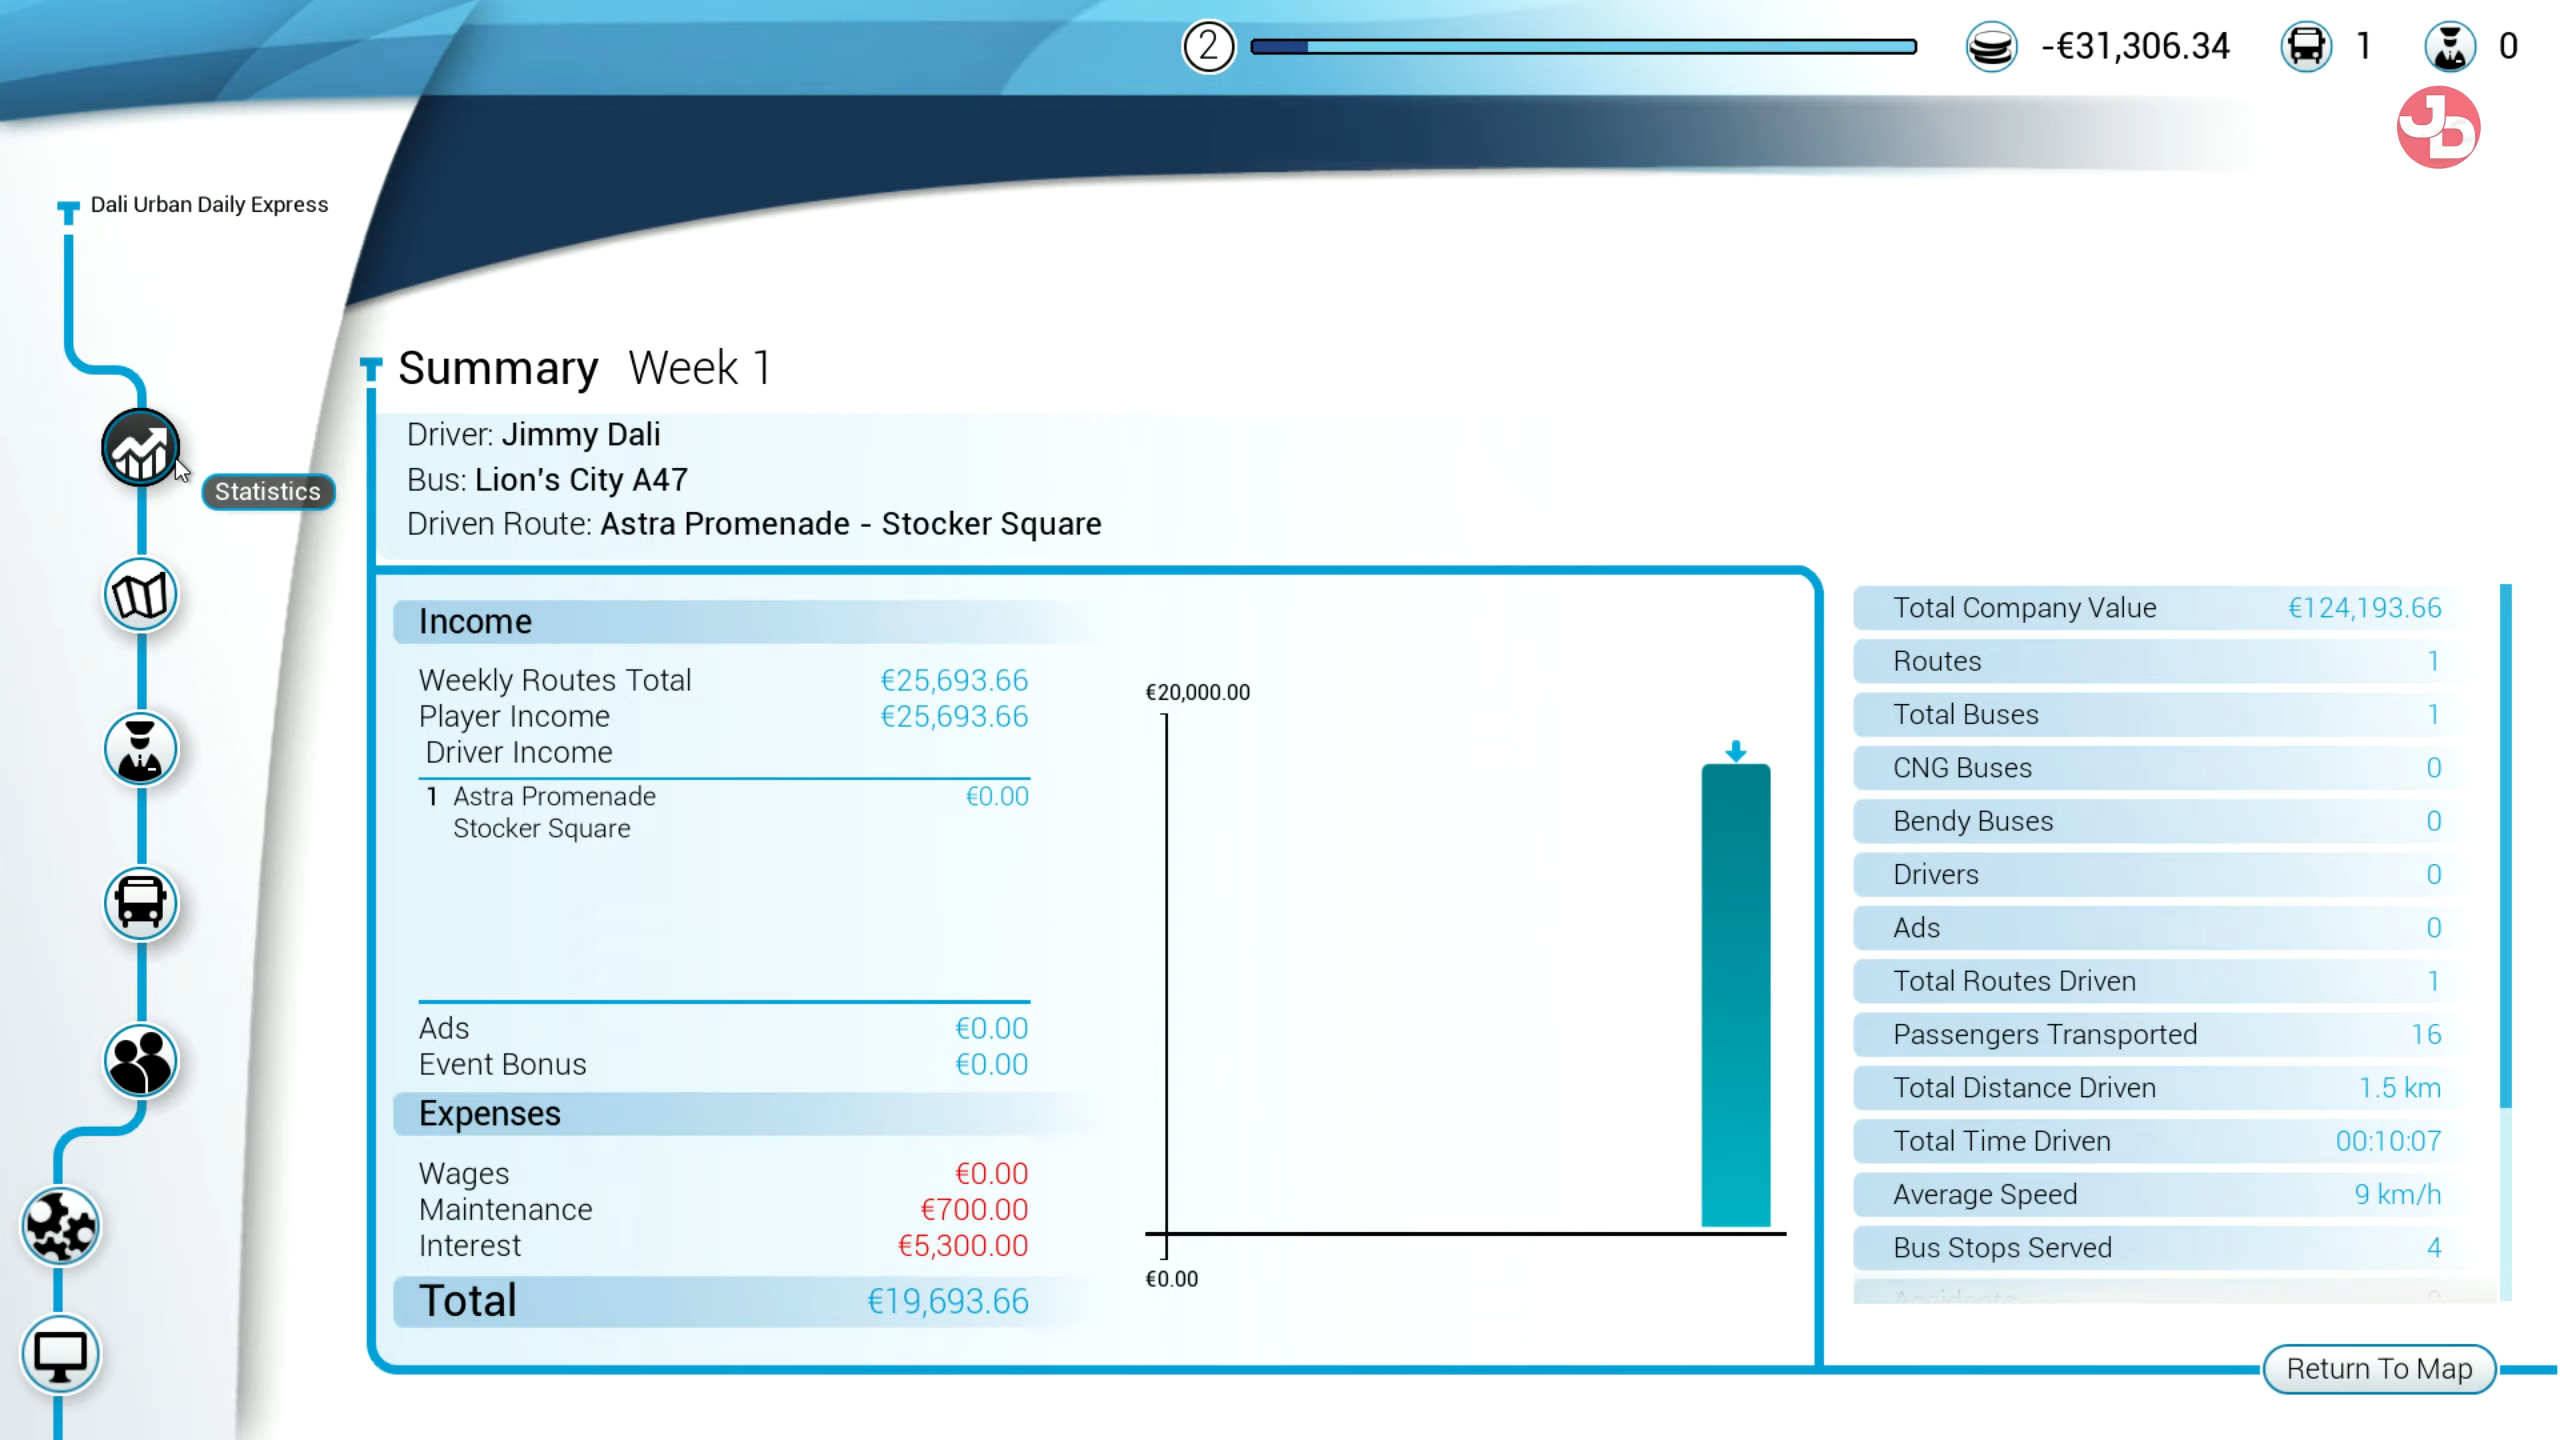 2
-€31,306.34
1
0
JD
Dali Urban Daily Express
Statistics
Summary Week 1
Driver: Jimmy Dali
Bus: Lion's City A47
Driven Route: Astra Promenade - Stocker Square
Income
Weekly Routes Total €25,693.66
Player Income €25,693.66
Driver Income
1 Astra Promenade €0.00
Stocker Square
Ads €0.00
Event Bonus €0.00
Expenses
Wages €0.00
Maintenance €700.00
Interest €5,300.00
Total €19,693.66
€20,000.00
€0.00
Total Company Value €124,193.66
Routes 1
Total Buses 1
CNG Buses 0
Bendy Buses 0
Drivers 0
Ads 0
Total Routes Driven 1
Passengers Transported 16
Total Distance Driven 1.5 km
Total Time Driven 00:10:07
Average Speed 9 km/h
Bus Stops Served 4
Accidents 0
Return To Map